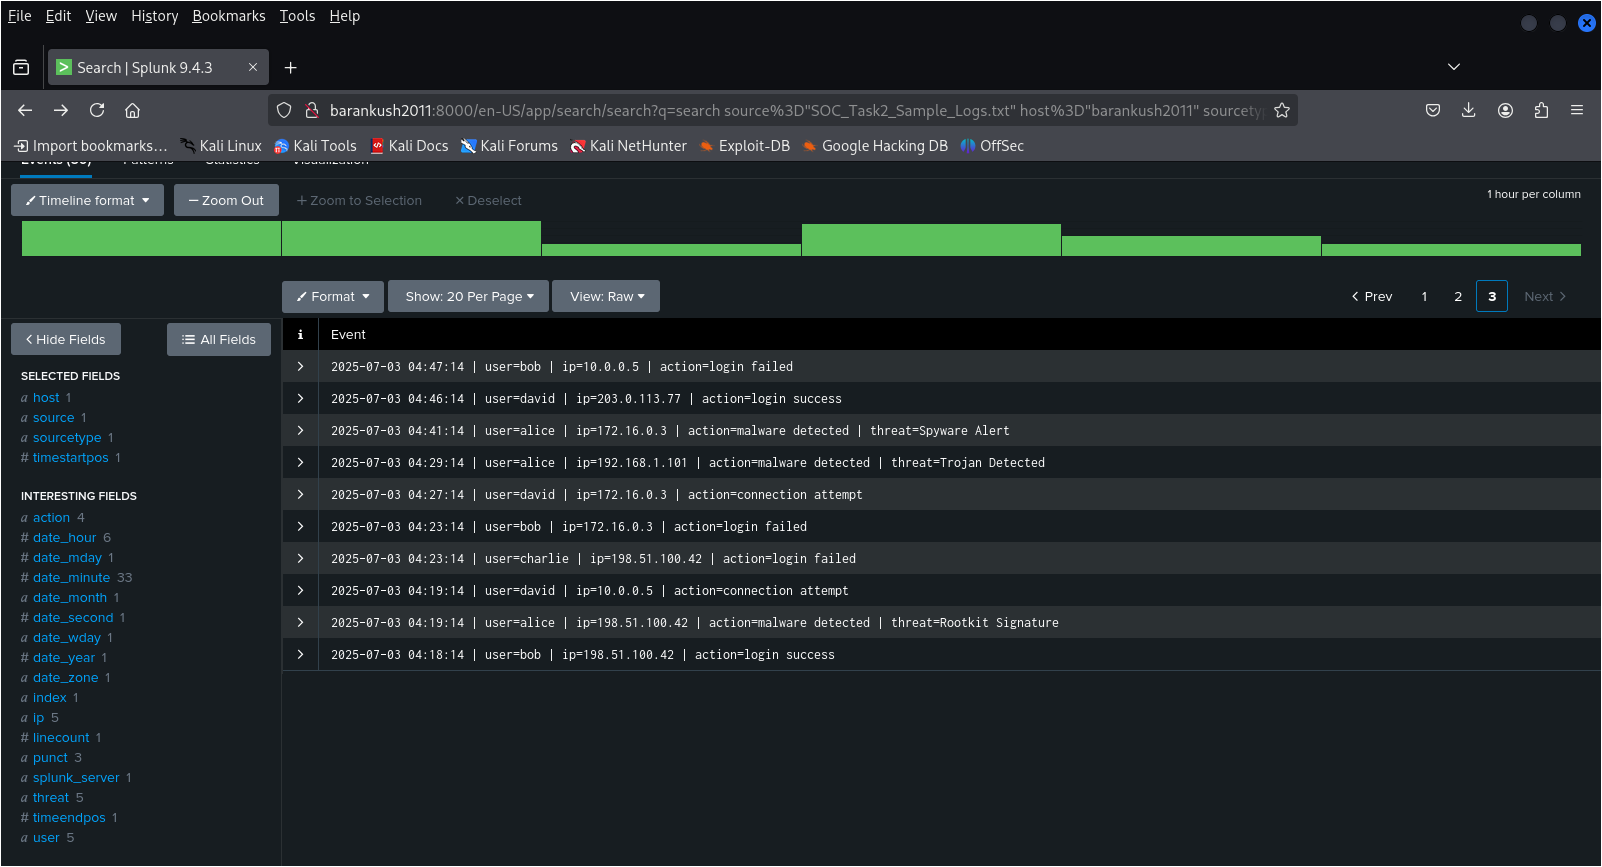 File Edit View History Bookmarks Tools Help
Search | Splunk 9.4.3
barankush2011:8000/en-US/app/search/search?q=search source%3D"SOC_Task2_Sample_Logs.txt" host%3D"barankush2011" sourcetyp
Import bookmarks... Kali Linux Kali Tools Kali Docs Kali Forums Kali NetHunter Exploit-DB Google Hacking DB OffSec
Timeline format — Zoom Out + Zoom to Selection × Deselect 1 hour per column
Format Show: 20 Per Page View: Raw < Prev 1 2 3 Next >
< Hide Fields All Fields
i Event
SELECTED FIELDS
a host 1
a source 1
a sourcetype 1
# timestartpos 1
INTERESTING FIELDS
a action 4
# date_hour 6
# date_mday 1
# date_minute 33
a date_month 1
# date_second 1
a date_wday 1
# date_year 1
a date_zone 1
a index 1
a ip 5
# linecount 1
a punct 3
a splunk_server 1
a threat 5
# timeendpos 1
a user 5
2025-07-03 04:47:14 | user=bob | ip=10.0.0.5 | action=login failed
2025-07-03 04:46:14 | user=david | ip=203.0.113.77 | action=login success
2025-07-03 04:41:14 | user=alice | ip=172.16.0.3 | action=malware detected | threat=Spyware Alert
2025-07-03 04:29:14 | user=alice | ip=192.168.1.101 | action=malware detected | threat=Trojan Detected
2025-07-03 04:27:14 | user=david | ip=172.16.0.3 | action=connection attempt
2025-07-03 04:23:14 | user=bob | ip=172.16.0.3 | action=login failed
2025-07-03 04:23:14 | user=charlie | ip=198.51.100.42 | action=login failed
2025-07-03 04:19:14 | user=david | ip=10.0.0.5 | action=connection attempt
2025-07-03 04:19:14 | user=alice | ip=198.51.100.42 | action=malware detected | threat=Rootkit Signature
2025-07-03 04:18:14 | user=bob | ip=198.51.100.42 | action=login success